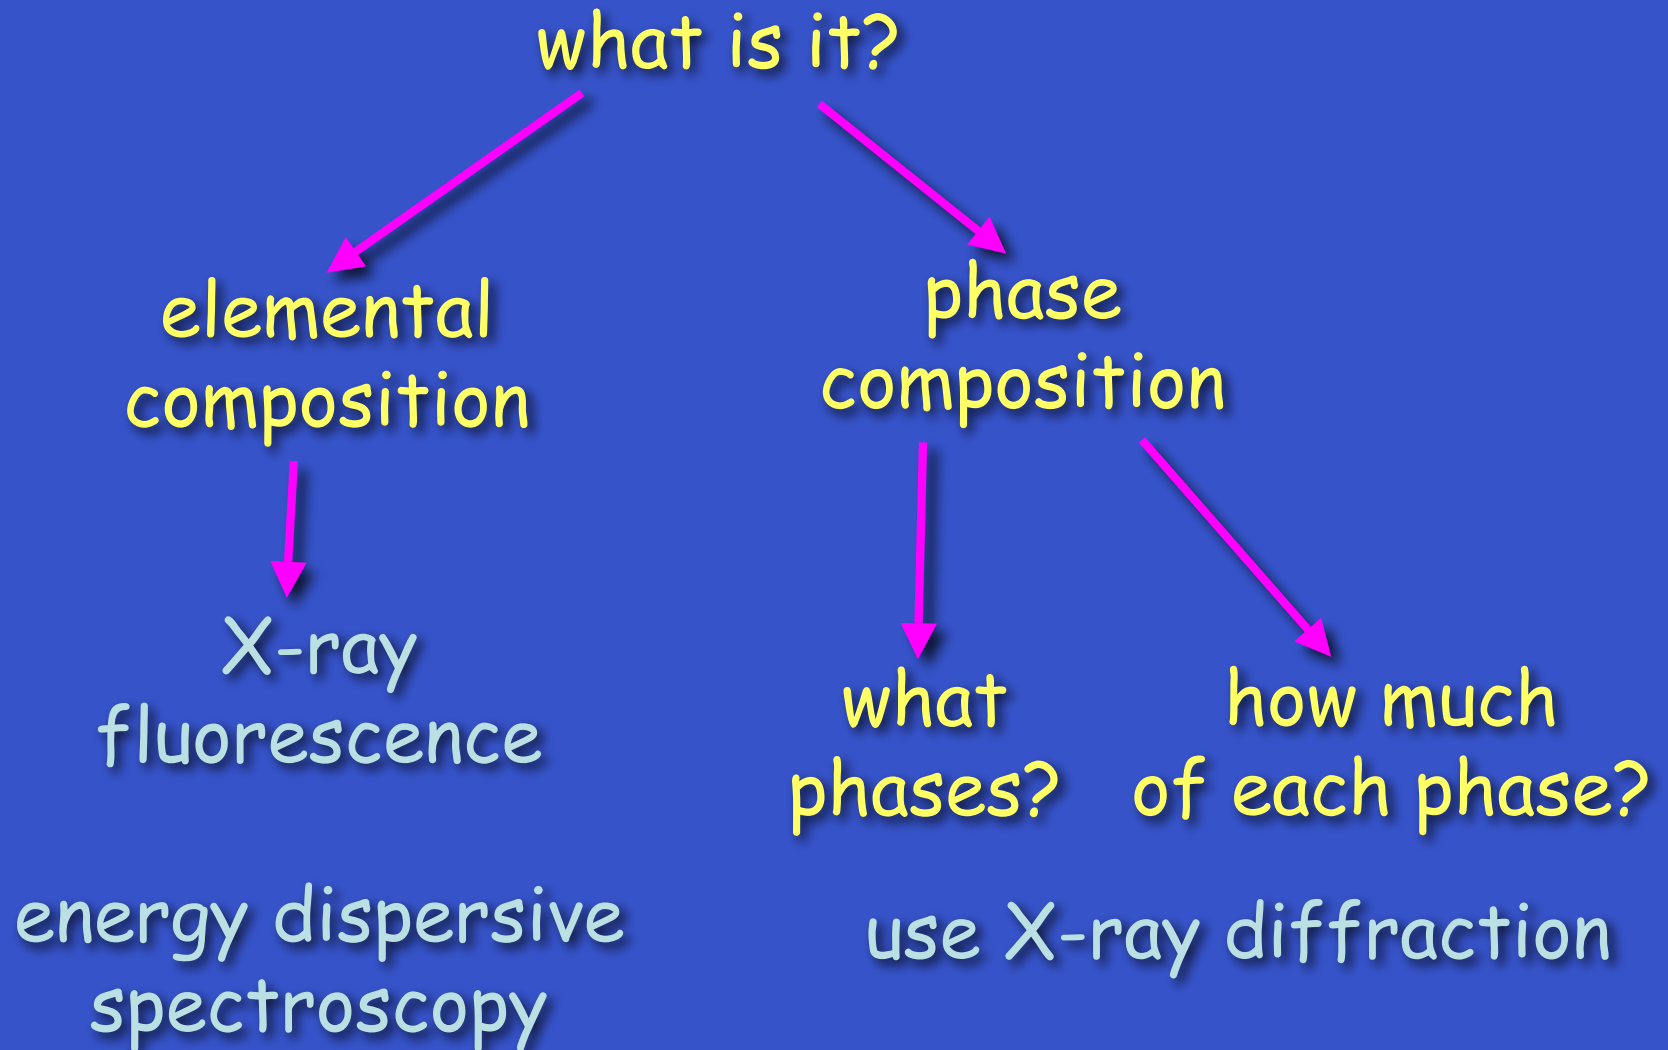 what is it?
elemental
composition
phase
composition
X-ray
fluorescence
what
phases?
how much
of each phase?
energy dispersive
spectroscopy
use X-ray diffraction